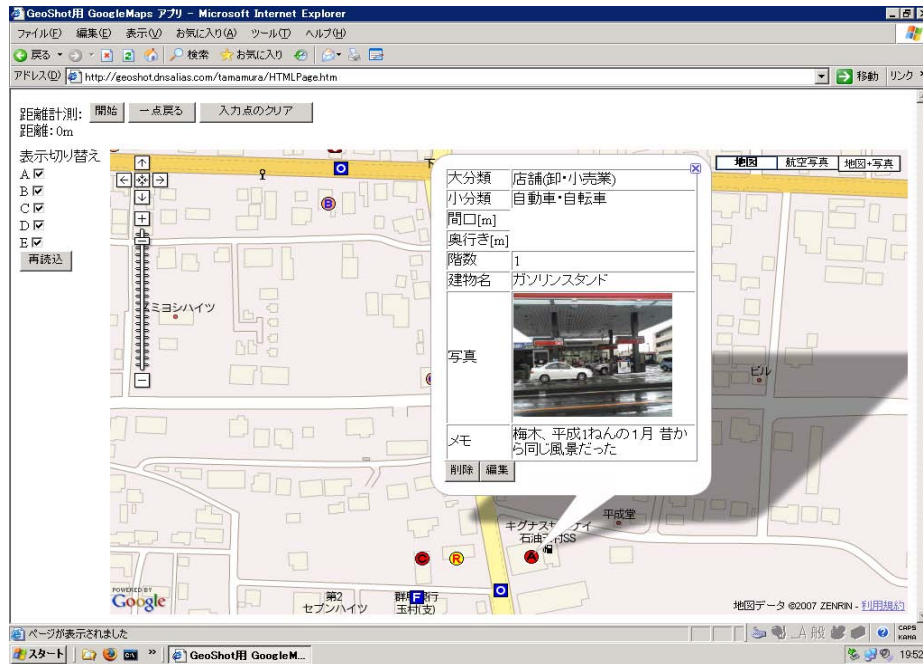 GeoShot用 GoogleMaps アプリ - Microsoft Internet Explorer
ファイル(F) 編集(E) 表示(V) お気に入り(A) ツール(T) ヘルプ(H)
戻る 検索 お気に入り
アドレス(D) http://geoshot.dnsalias.com/tamamura/HTMLPage.htm 移動 リンク
距離計測: 開始 一点戻る 入力点のクリア
距離: 0m
表示切り替え
A
B
C
D
E
再読込
地図 航空写真 地図+写真
大分類 店舗(卸・小売業)
小分類 自動車・自転車
間口[m]
奥行き[m]
階数 1
建物名 ガソリンスタンド
写真
メモ 梅木、平成1ねんの1月 昔か
ら同じ風景だった
削除 編集
B
スミヨシハイツ
ビル
平成堂
C R A
F
第2
セブンハイツ
玉村(支)
POWERED BY
Google
地図データ ©2007 ZENRIN - 利用規約
ページが表示されました
スタート GeoShot用 GoogleM...
A 般
CAPS
KANA
19:52